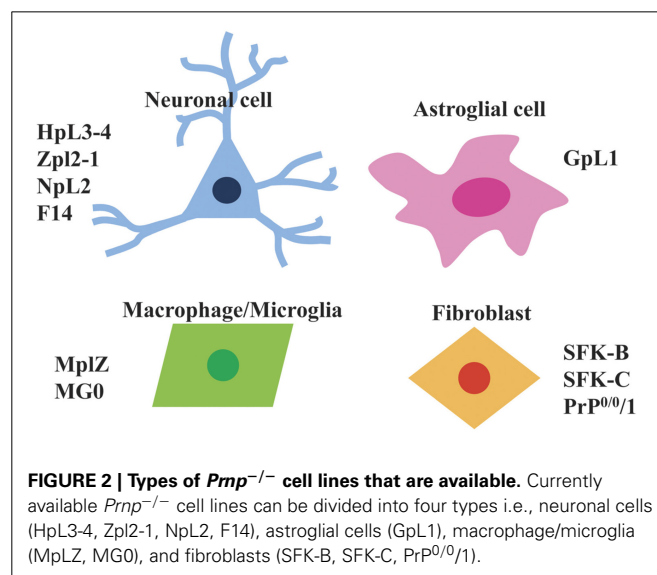 Neuronal cell
HpL3-4
Zpl2-1
NpL2
F14
Astroglial cell
GpL1
Macrophage/Microglia
MplZ
MG0
Fibroblast
SFK-B
SFK-C
PrP⁰/⁰/1
FIGURE 2 | Types of Prnp⁻/⁻ cell lines that are available. Currently
available Prnp⁻/⁻ cell lines can be divided into four types i.e., neuronal cells
(HpL3-4, Zpl2-1, NpL2, F14), astroglial cells (GpL1), macrophage/microglia
(MpLZ, MG0), and fibroblasts (SFK-B, SFK-C, PrP⁰/⁰/1).